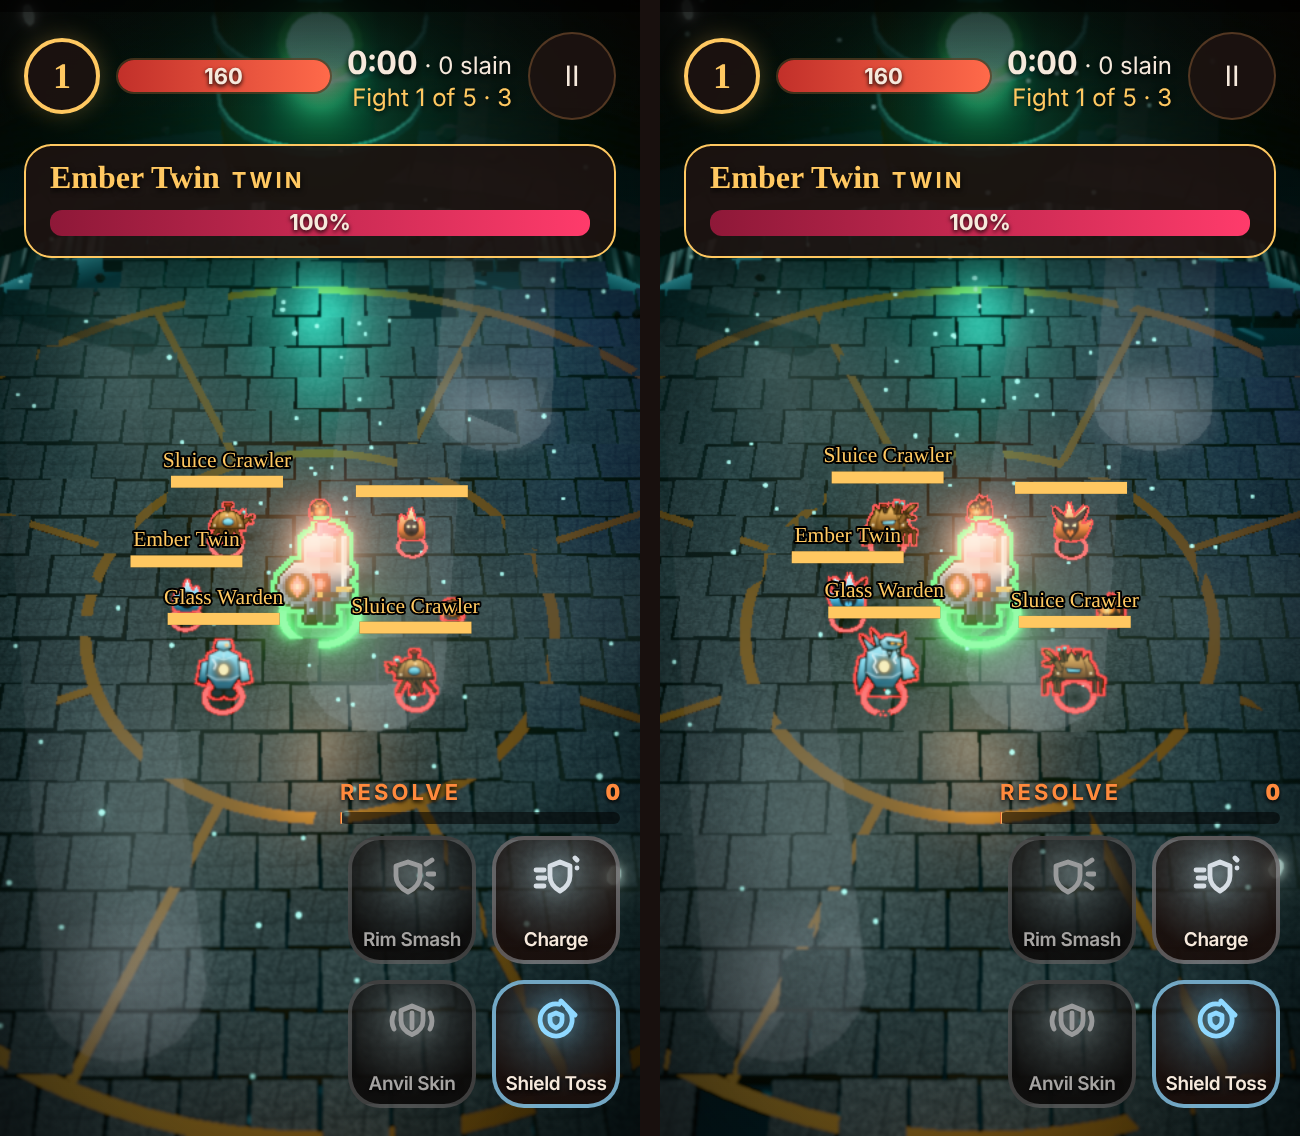 1
160
0:00 · 0 slain
Fight 1 of 5 · 3
Ember Twin TWIN
100%
Sluice Crawler
Ember Twin
Glass Warden
Sluice Crawler
RESOLVE 0
Rim Smash
Charge
Anvil Skin
Shield Toss
1
160
0:00 · 0 slain
Fight 1 of 5 · 3
Ember Twin TWIN
100%
Sluice Crawler
Ember Twin
Glass Warden
Sluice Crawler
RESOLVE 0
Rim Smash
Charge
Anvil Skin
Shield Toss